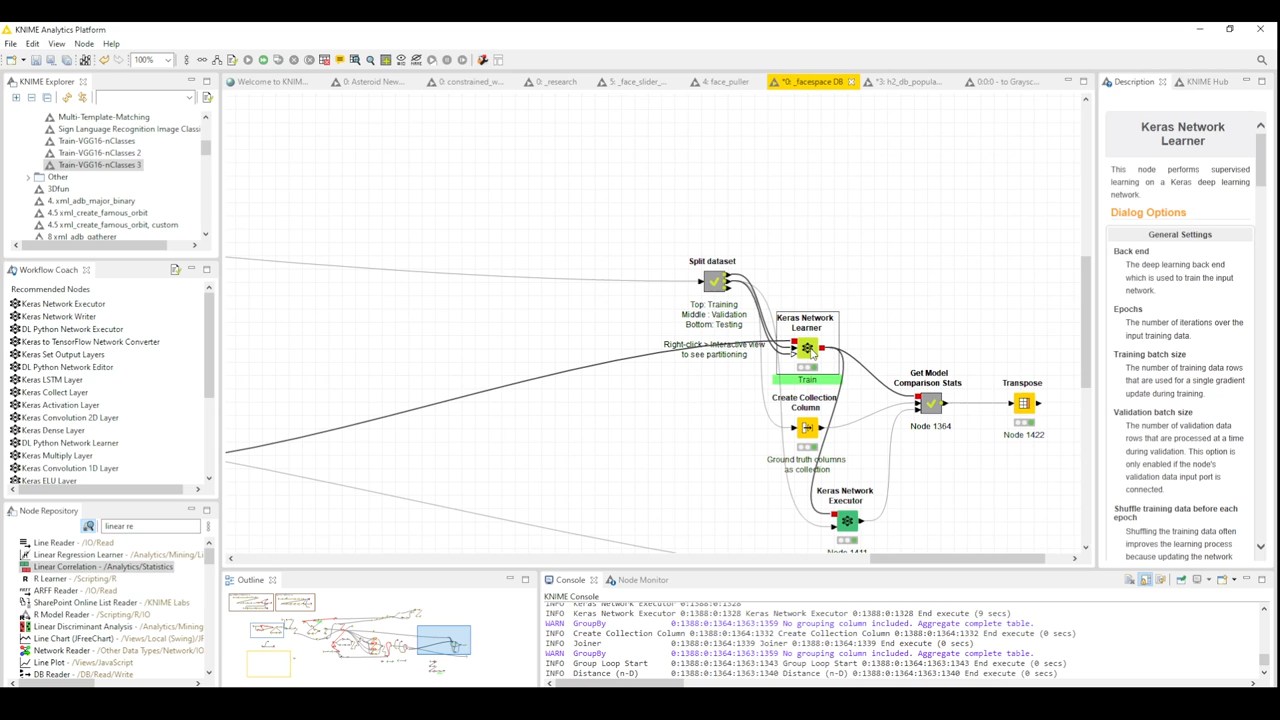 KNIME Analytics Platform
File Edit View Node Help
100%
KNIME Explorer
Welcome to KNIM...
0: Asteroid New...
0: constrained_w...
0: _research
5: _face_slider_...
4: face_puller
*0: _facespace DB
*3: h2_db_popula...
0:0:0 - to Graysc...
Description
KNIME Hub
Multi-Template-Matching
Sign Language Recognition Image Classi
Train-VGG16-nClasses
Train-VGG16-nClasses 2
Train-VGG16-nClasses 3
Other
3Dfun
4. xml_adb_major_binary
4.5 xml_create_famous_orbit
4.5 xml_create_famous_orbit, custom
8 xml_adb_gatherer
Workflow Coach
Recommended Nodes
Keras Network Executor
Keras Network Writer
DL Python Network Executor
Keras to TensorFlow Network Converter
Keras Set Output Layers
DL Python Network Editor
Keras LSTM Layer
Keras Collect Layer
Keras Activation Layer
Keras Convolution 2D Layer
Keras Dense Layer
DL Python Network Learner
Keras Multiply Layer
Keras Convolution 1D Layer
Keras ELU Layer
Node Repository
linear re
Line Reader - /IO/Read
Linear Regression Learner - /Analytics/Mining/Li
Linear Correlation - /Analytics/Statistics
R Learner - /Scripting/R
ARFF Reader - /IO/Read
SharePoint Online List Reader - /KNIME Labs
R Model Reader - /Scripting/R/IO
Linear Discriminant Analysis - /Analytics/Mining
Line Chart (JFreeChart) - /Views/Local (Swing)/JF
Network Reader - /Other Data Types/Network/IO
Line Plot - /Views/JavaScript
DB Reader - /DB/Read/Write
Split dataset
Top: Training
Middle : Validation
Bottom: Testing
Right-click > Interactive view
to see partitioning
Keras Network
Learner
Train
Create Collection
Column
Ground truth columns
as collection
Get Model
Comparison Stats
Node 1364
Transpose
Node 1422
Keras Network
Executor
Node 1411
Keras Network
Learner
This node performs supervised
learning on a Keras deep learning
network.
Dialog Options
General Settings
Back end
The deep learning back end
which is used to train the input
network.
Epochs
The number of iterations over the
input training data.
Training batch size
The number of training data
rows that are used for a single
gradient update during training.
Validation batch size
The number of validation data
rows that are processed at a
time during validation. This
option is only enabled if the
node's validation data input port
is connected.
Shuffle training data before each
epoch
Shuffling the training data often
improves the learning process
because updating the network
Outline
Console
Node Monitor
KNIME Console
INFO Keras Network Executor 0:1388:0:1328
INFO Keras Network Executor 0:1388:0:1328 Keras Network Executor 0:1388:0:1328 End execute (9 secs)
WARN GroupBy 0:1388:0:1363:1359 No grouping column included. Aggregate complete table.
INFO Create Collection Column 0:1388:0:1364:1332 Create Collection Column 0:1388:0:1364:1332 End execute (0 secs)
INFO Joiner 0:1388:0:1364:1339 Joiner 0:1388:0:1364:1339 End execute (0 secs)
WARN GroupBy 0:1388:0:1363:1359 No grouping column included. Aggregate complete table.
INFO Group Loop Start 0:1388:0:1364:1343 Group Loop Start 0:1388:0:1364:1343 End execute (0 secs)
INFO Distance (n-D) 0:1388:0:1364:1340 Distance (n-D) 0:1388:0:1364:1340 End execute (0 secs)